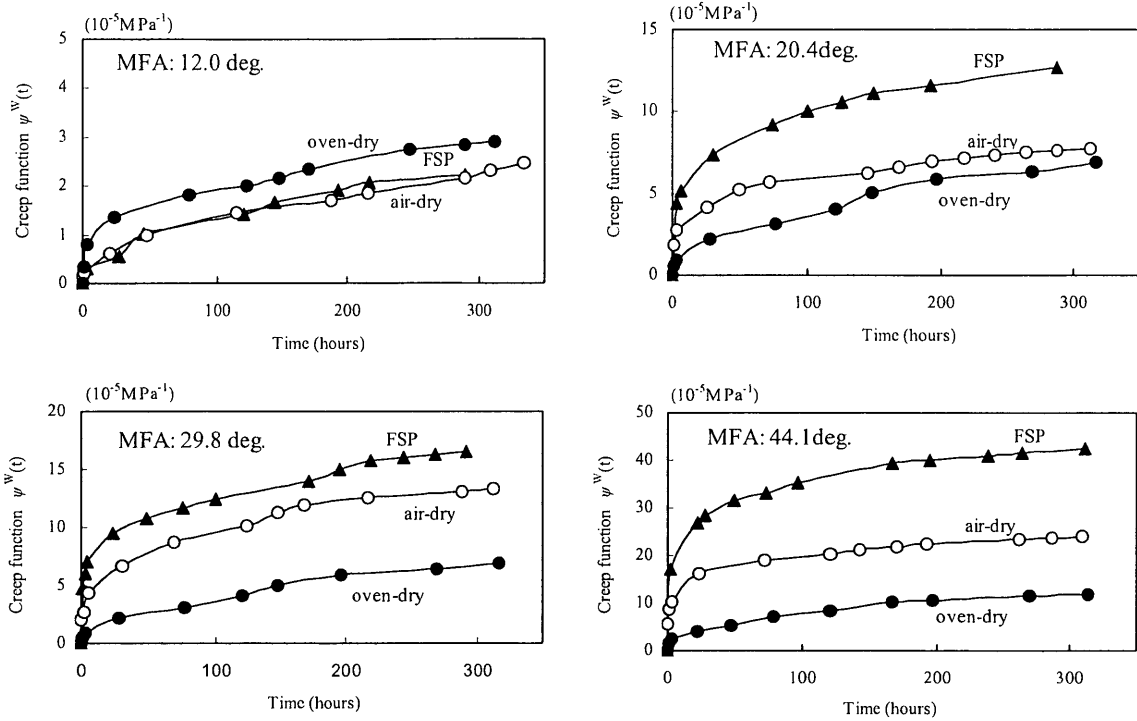 (10-5MPa-1)
Creep function ψW(t)
5
4
3
2
1
0
MFA: 12.0 deg.
oven-dry
FSP
air-dry
0 100 200 300
Time (hours)
(10-5MPa-1)
Creep function ψW(t)
15
10
5
0
MFA: 20.4deg.
FSP
air-dry
oven-dry
0 100 200 300
Time (hours)
(10-5MPa-1)
Creep function ψW(t)
20
15
10
5
0
MFA: 29.8 deg.
FSP
air-dry
oven-dry
0 100 200 300
Time (hours)
(10-5MPa-1)
Creep function ψW(t)
50
40
30
20
10
0
MFA: 44.1deg.
FSP
air-dry
oven-dry
0 100 200 300
Time (hours)